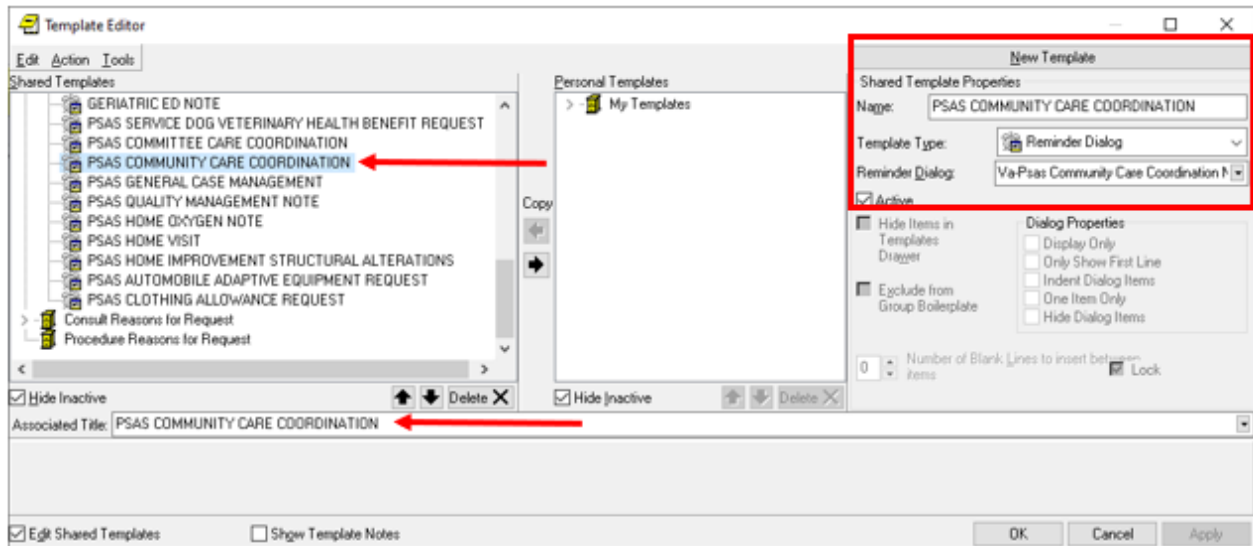 Template Editor
Edit Action Tools
Shared Templates
GERIATRIC ED NOTE
PSAS SERVICE DOG VETERINARY HEALTH BENEFIT REQUEST
PSAS COMMITTEE CARE COORDINATION
PSAS COMMUNITY CARE COORDINATION
PSAS GENERAL CASE MANAGEMENT
PSAS QUALITY MANAGEMENT NOTE
PSAS HOME OXYGEN NOTE
PSAS HOME VISIT
PSAS HOME IMPROVEMENT STRUCTURAL ALTERATIONS
PSAS AUTOMOBILE ADAPTIVE EQUIPMENT REQUEST
PSAS CLOTHING ALLOWANCE REQUEST
Consult Reasons for Request
Procedure Reasons for Request
Hide Inactive
Delete
Copy
Personal Templates
My Templates
Hide Inactive
Delete
New Template
Shared Template Properties
Name: PSAS COMMUNITY CARE COORDINATION
Template Type: Reminder Dialog
Reminder Dialog: Va-Psas Community Care Coordination N
Active
Hide Items in
Templates
Drawer
Exclude from
Group Boilerplate
Dialog Properties
Display Only
Only Show First Line
Indent Dialog Items
One Item Only
Hide Dialog Items
0 Number of Blank Lines to insert between
items
Lock
Associated Title: PSAS COMMUNITY CARE COORDINATION
Edit Shared Templates
Show Template Notes
OK Cancel Apply